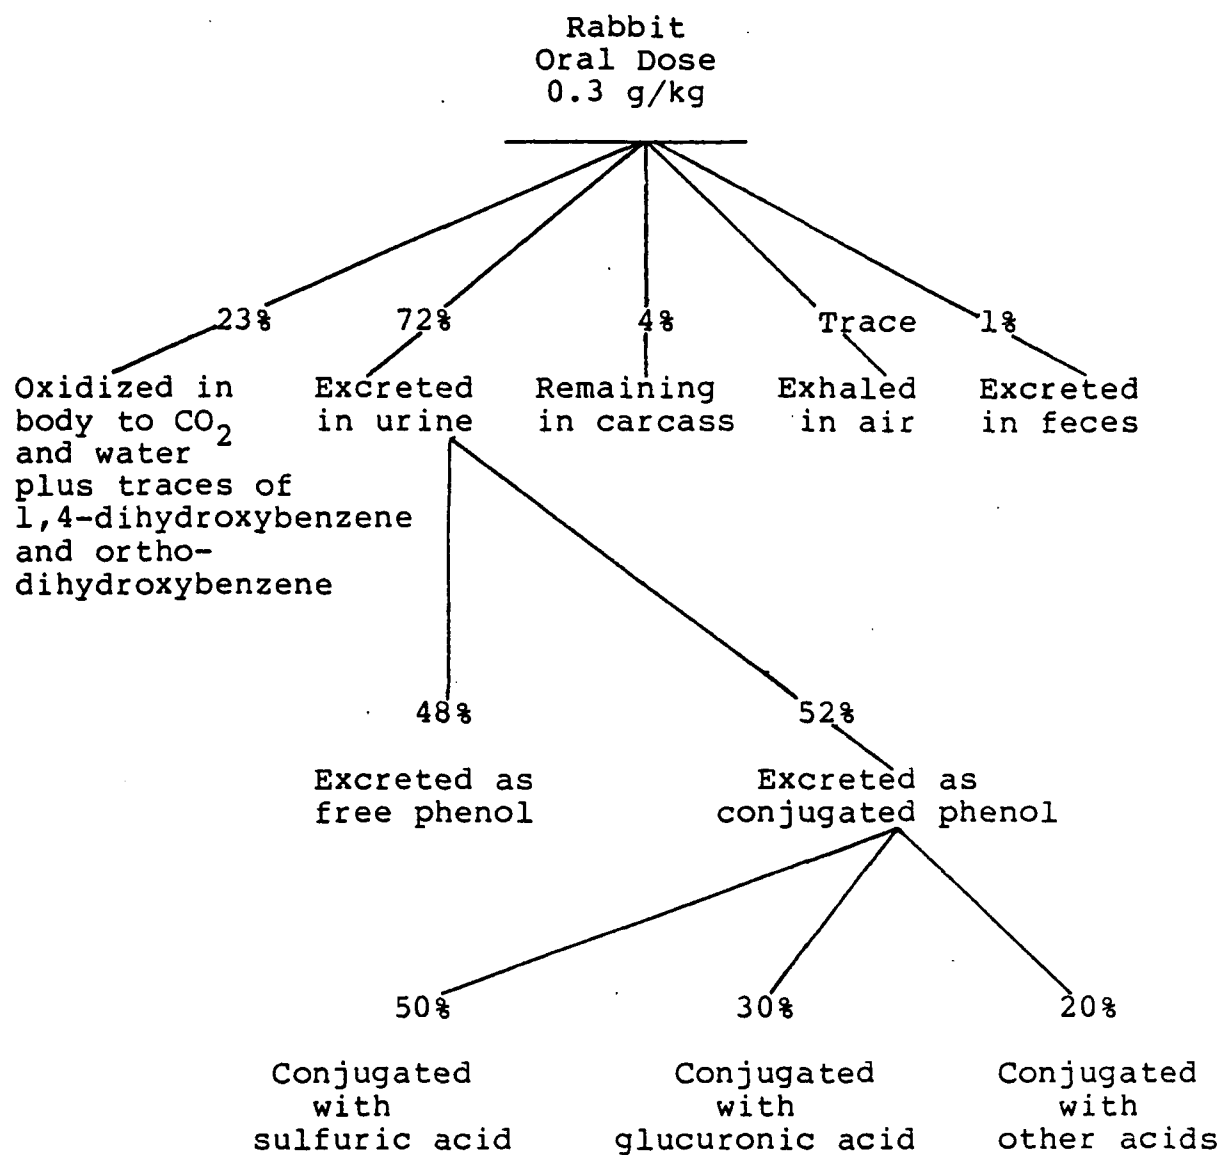 Rabbit
Oral Dose
0.3 g/kg
23%
72%
4%
Trace
1%
Oxidized in
body to CO2
and water
plus traces of
1,4-dihydroxybenzene
and ortho-
dihydroxybenzene
Excreted
in urine
Remaining
in carcass
Exhaled
in air
Excreted
in feces
48%
52%
Excreted as
free phenol
Excreted as
conjugated phenol
50%
30%
20%
Conjugated
with
sulfuric acid
Conjugated
with
glucuronic acid
Conjugated
with
other acids